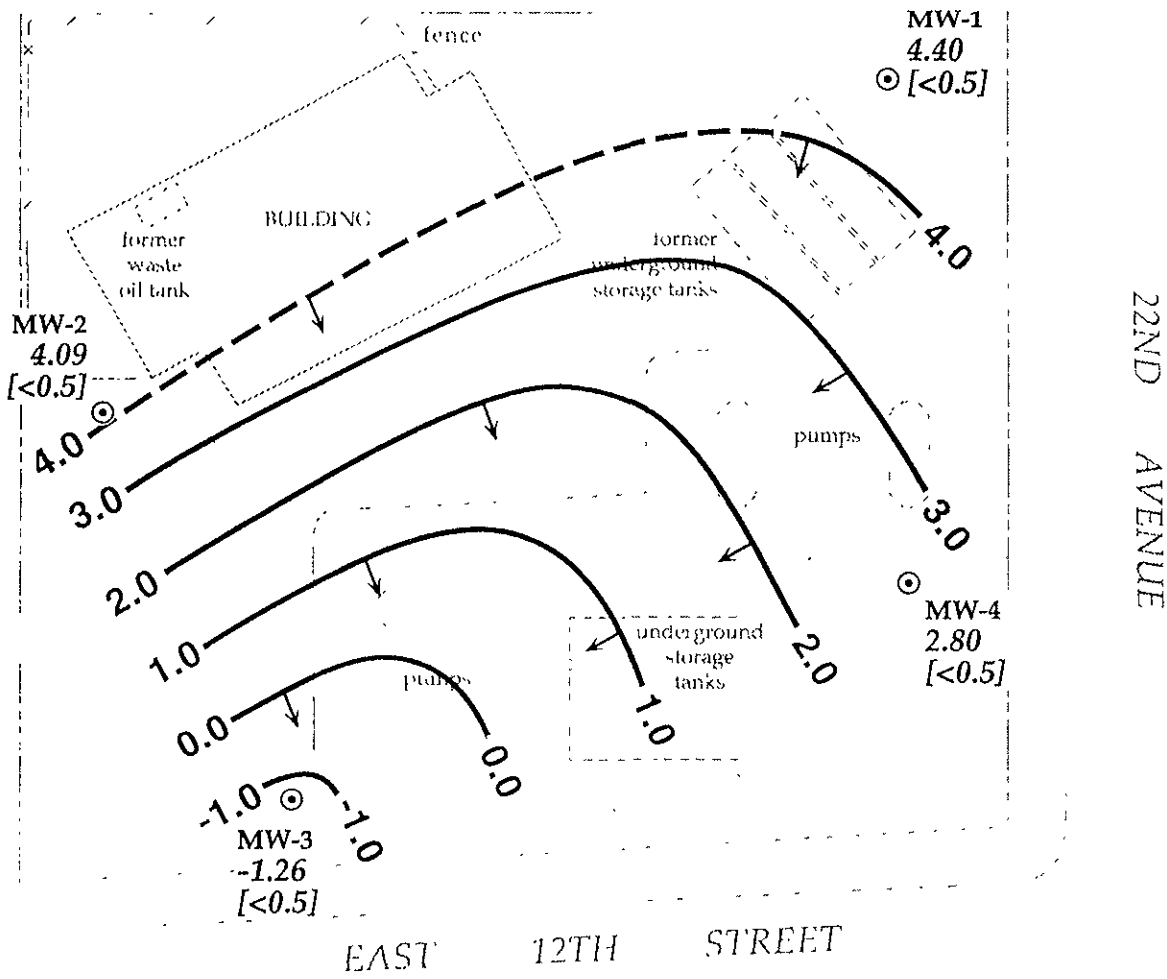 fence
MW-1
4.40
[<0.5]
BUILDING
former
waste
oil tank
former
underground
storage tanks
4.0
MW-2
4.09
[<0.5]
4.0
3.0
pumps
22ND AVENUE
3.0
2.0
MW-4
2.80
[<0.5]
1.0
underground
storage
tanks
2.0
pumps
0.0
1.0
0.0
-1.0
-1.0
MW-3
-1.26
[<0.5]
EAST 12TH STREET